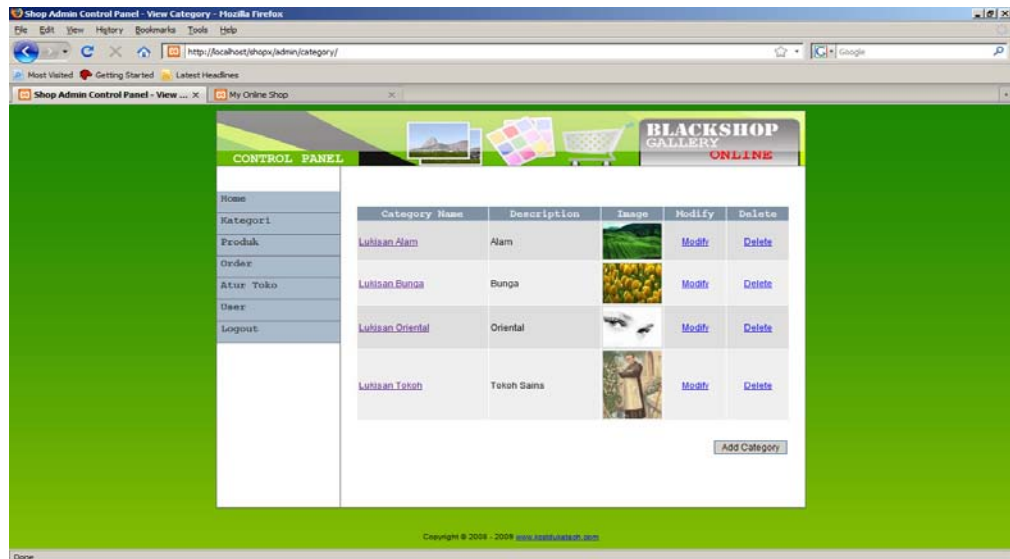 Shop Admin Control Panel - View Category - Mozilla Firefox
File Edit View History Bookmarks Tools Help
http://localhost/shopx/admin/category/
Google
Most Visited Getting Started Latest Headlines
Shop Admin Control Panel - View ...
My Online Shop
CONTROL PANEL
BLACKSHOP
GALLERY
ONLINE
Home
Kategori
Produk
Order
Atur Toko
User
Logout
Category Name Description Image Modify Delete
Lukisan Alam Alam Modify Delete
Lukisan Bunga Bunga Modify Delete
Lukisan Oriental Oriental Modify Delete
Lukisan Tokoh Tokoh Sains Modify Delete
Add Category
Copyright © 2008 - 2009
Done